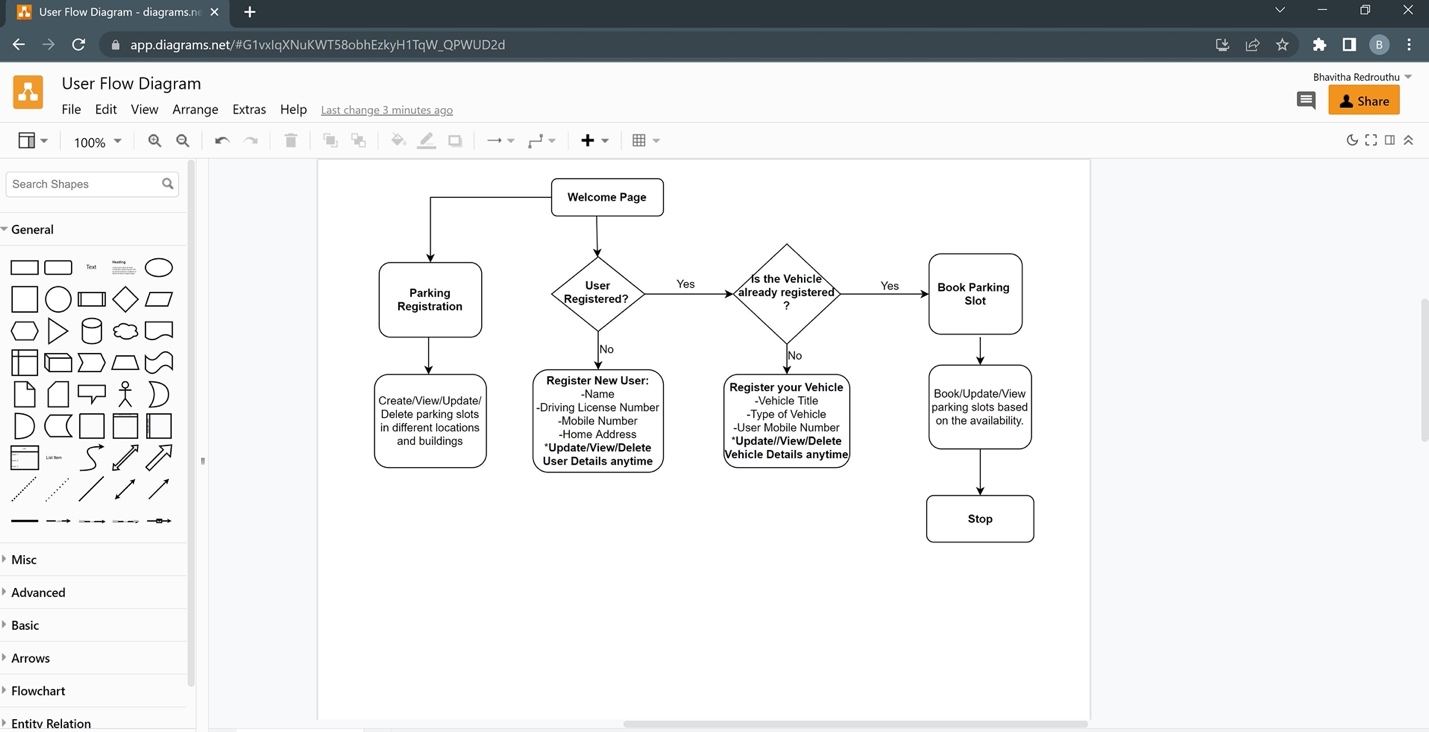 User Flow Diagram - diagrams.ne
app.diagrams.net/#G1vxIqXNuKWT58obhEzkyH1TqW_QPWUD2d
B
User Flow Diagram
Bhavitha Redrouthu
File Edit View Arrange Extras Help Last change 3 minutes ago
Share
100%
Search Shapes
General
Text
Heading
List Item
Misc
Advanced
Basic
Arrows
Flowchart
Entity Relation
Welcome Page
Parking
Registration
User
Registered?
Yes
Is the Vehicle
already registered
?
Yes
Book Parking
Slot
No
No
Create/View/Update/
Delete parking slots
in different locations
and buildings
Register New User:
-Name
-Driving License Number
-Mobile Number
-Home Address
*Update/View/Delete
User Details anytime
Register your Vehicle
-Vehicle Title
-Type of Vehicle
-User Mobile Number
*Update//View/Delete
Vehicle Details anytime
Book/Update/View
parking slots based
on the availability.
Stop